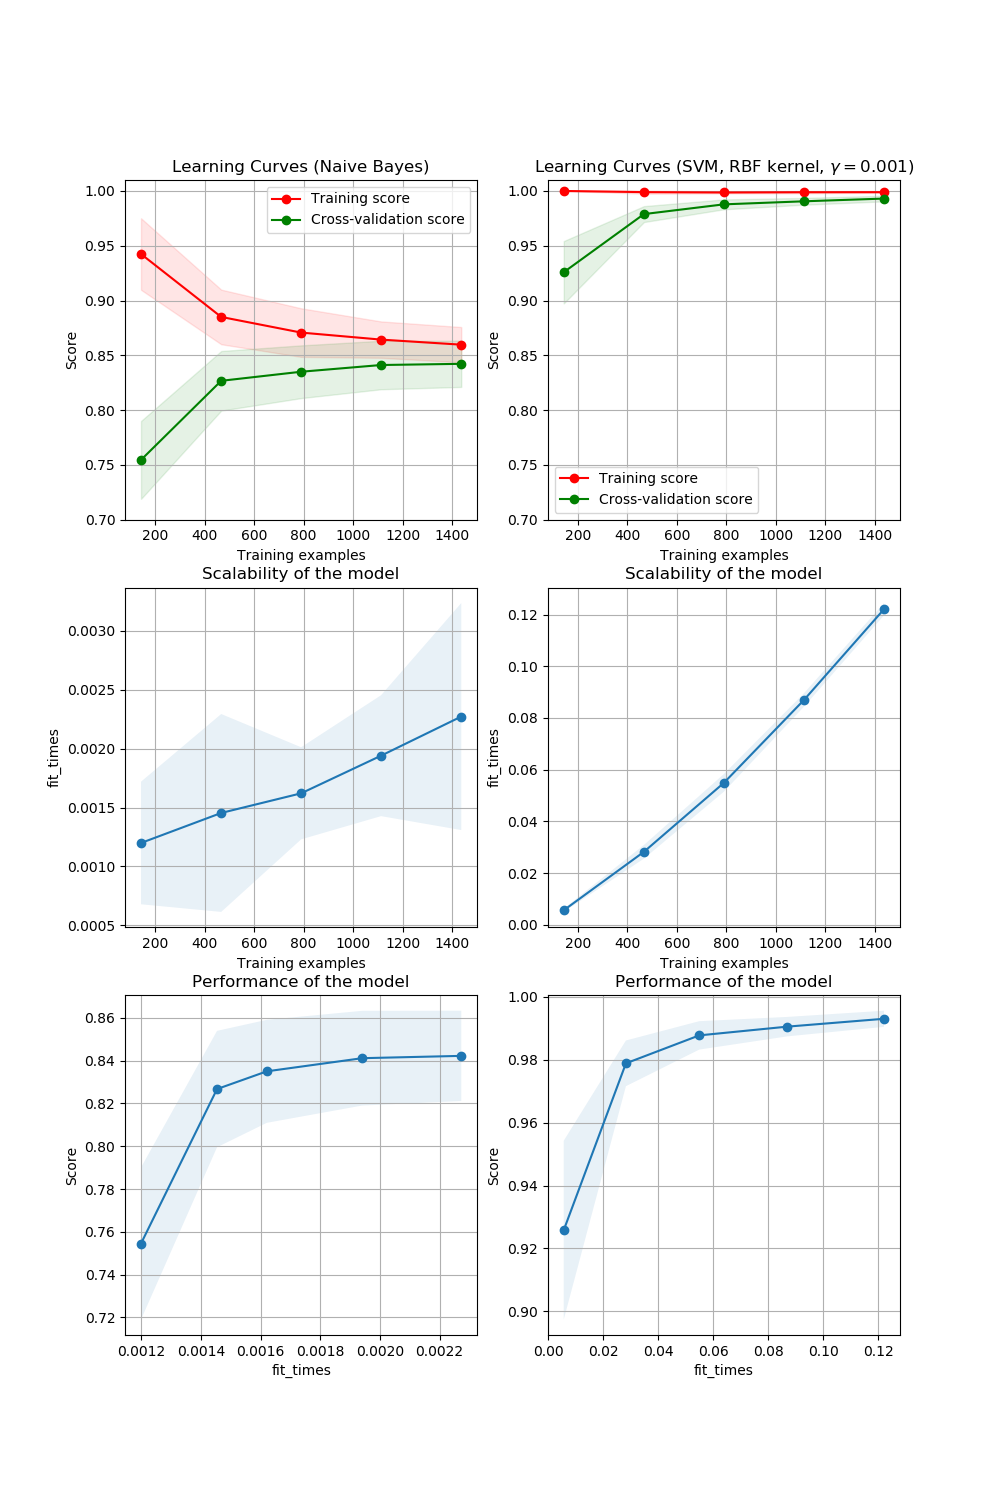 Learning Curves (Naive Bayes)
1.00
0.95
0.90
0.85
0.80
0.75
0.70
Score
Training score
Cross-validation score
200 400 600 800 1000 1200 1400
Training examples
Learning Curves (SVM, RBF kernel, γ = 0.001)
1.00
0.95
0.90
0.85
0.80
0.75
0.70
Score
Training score
Cross-validation score
200 400 600 800 1000 1200 1400
Training examples
Scalability of the model
0.0030
0.0025
0.0020
0.0015
0.0010
0.0005
fit_times
200 400 600 800 1000 1200 1400
Training examples
Scalability of the model
0.12
0.10
0.08
0.06
0.04
0.02
0.00
fit_times
200 400 600 800 1000 1200 1400
Training examples
Performance of the model
0.86
0.84
0.82
0.80
0.78
0.76
0.74
0.72
Score
0.0012 0.0014 0.0016 0.0018 0.0020 0.0022
fit_times
Performance of the model
1.00
0.98
0.96
0.94
0.92
0.90
Score
0.00 0.02 0.04 0.06 0.08 0.10 0.12
fit_times